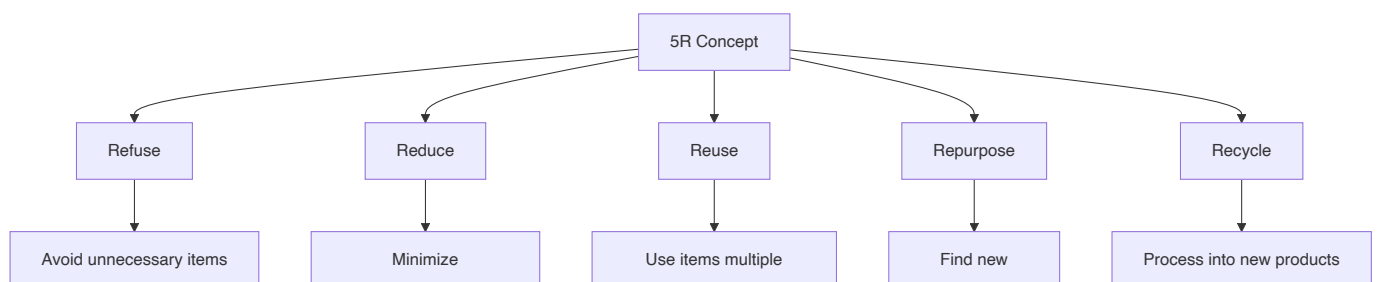 5R Concept
Refuse
Reduce
Reuse
Repurpose
Recycle
Avoid unnecessary items
Minimize
Use items multiple
Find new
Process into new products